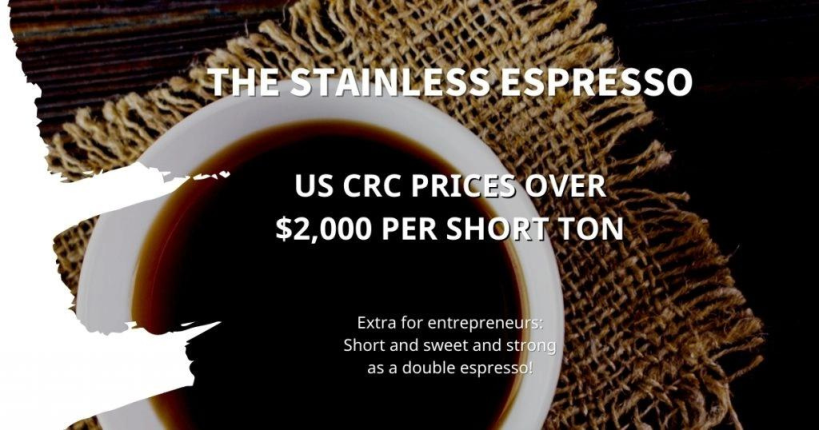 THE STAINLESS ESPRESSO
US CRC PRICES OVER
$2,000 PER SHORT TON
Extra for entrepreneurs:
Short and sweet and strong
as a double espresso!